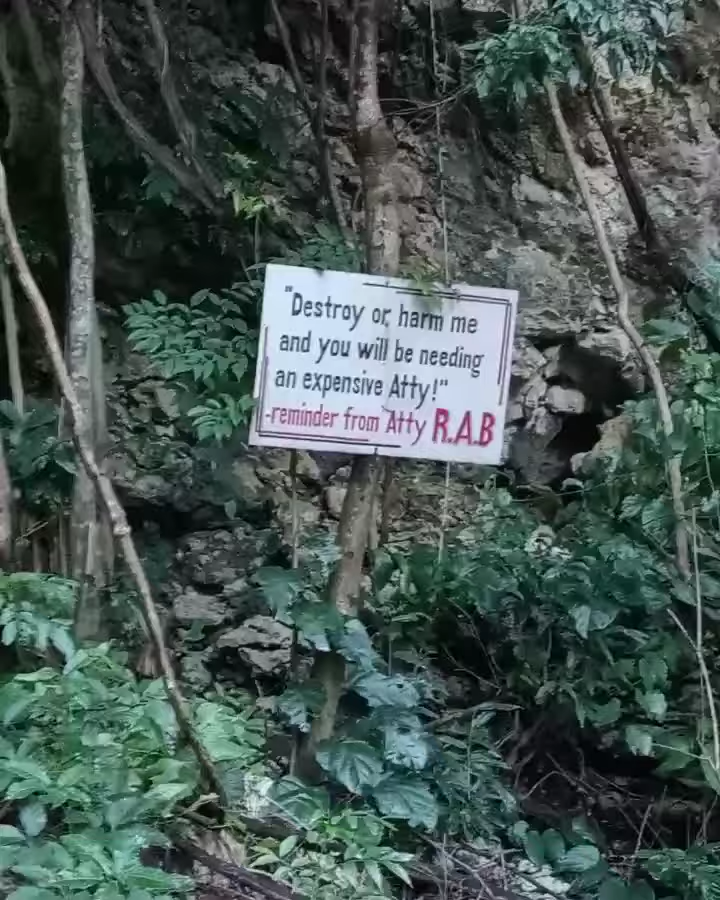 "Destroy or harm me
and you will be needing
an expensive Atty!"
-reminder from Atty R.A.B